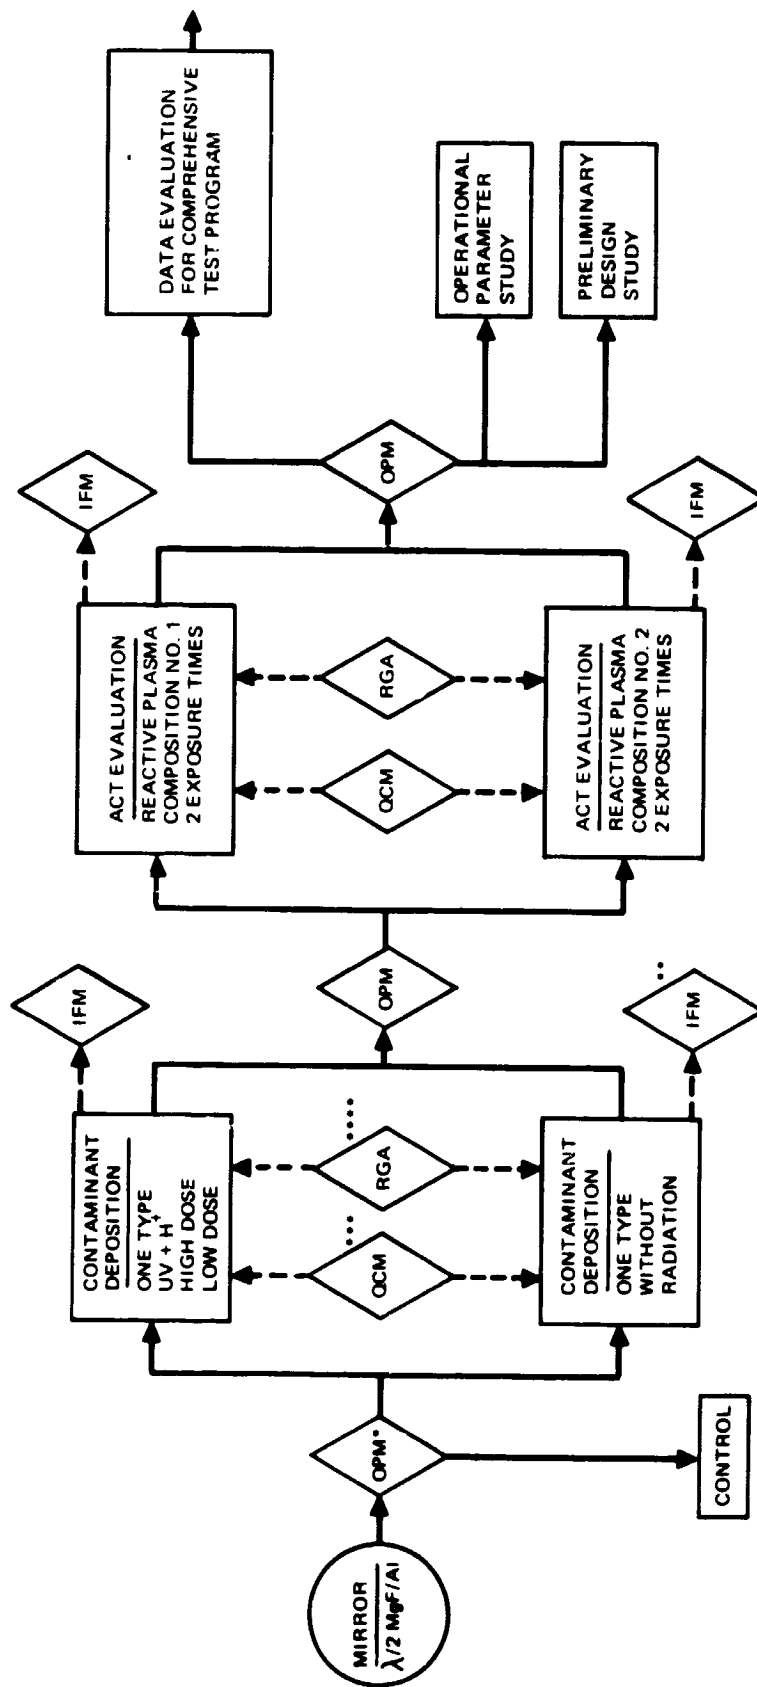 MIRROR
λ/2 MgF/Al
OPM*
CONTROL
CONTAMINANT
DEPOSITION
ONE TYPE
UV + H+
HIGH DOSE
LOW DOSE
IFM
QCM
***
RGA
****
CONTAMINANT
DEPOSITION
ONE TYPE
WITHOUT
RADIATION
IFM
**
OPM
ACT EVALUATION
REACTIVE PLASMA
COMPOSITION NO. 1
2 EXPOSURE TIMES
IFM
QCM
RGA
ACT EVALUATION
REACTIVE PLASMA
COMPOSITION NO. 2
2 EXPOSURE TIMES
IFM
OPM
DATA EVALUATION
FOR COMPREHENSIVE
TEST PROGRAM
OPERATIONAL
PARAMETER
STUDY
PRELIMINARY
DESIGN
STUDY